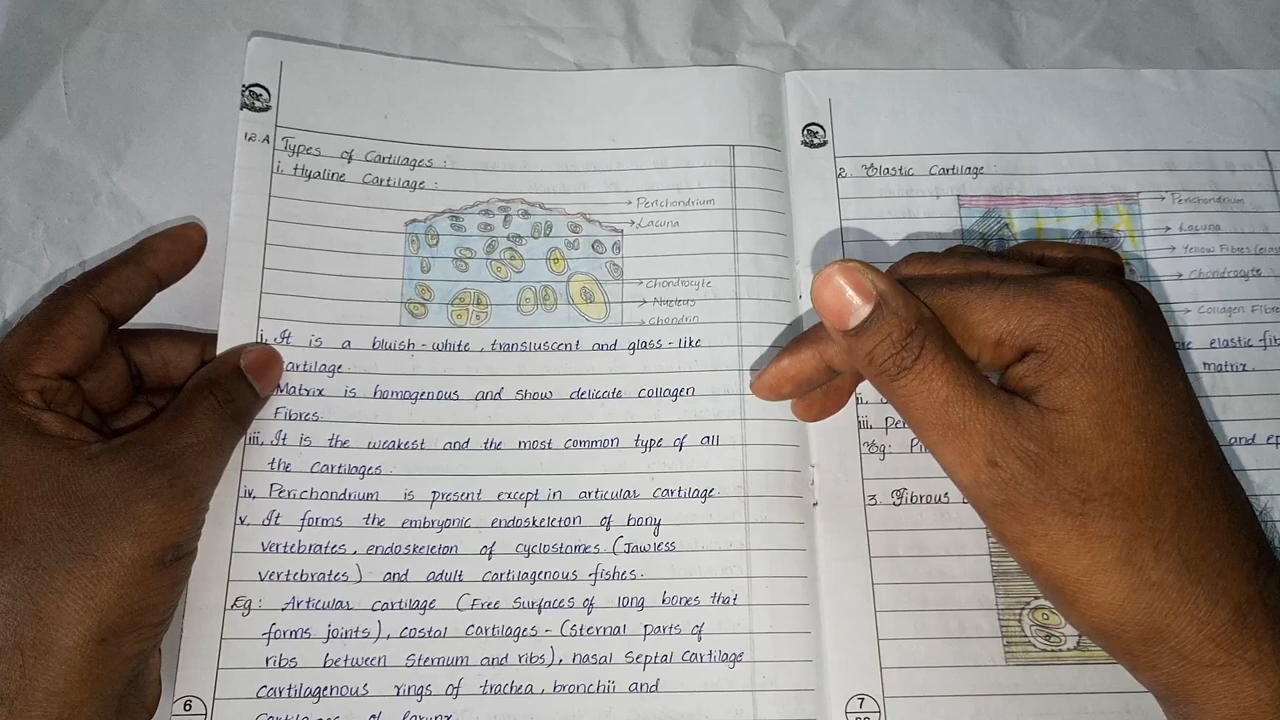 12.A Types of Cartilages :
i. Hyaline Cartilage :
Perichondrium
Lacuna
Chondrocyte
Nucleus
Chondrin
i. It is a bluish-white, transluscent and glass-like
cartilage.
Matrix is homogenous and show delicate collagen
Fibres.
iii, It is the weakest and the most common type of all
the cartilages.
iv, Perichondrium is present except in articular cartilage.
v. It forms the embryonic endoskeleton of bony
vertebrates, endoskeleton of cyclostomes. (Jawless
vertebrates) and adult cartilagenous fishes.
Eg: Articular cartilage (Free surfaces of long bones that
forms joints), costal cartilages - (Sternal parts of
ribs between Sternum and ribs), nasal Septal Cartilage
cartilagenous rings of trachea, bronchii and
6
2. Elastic Cartilage :
Perichondrium
Lacuna
Yellow Fibres
Chondrocyte
Collagen Fibre
elastic
matrix.
ii.
iii,
Eg:
and
3. Fibrous
7